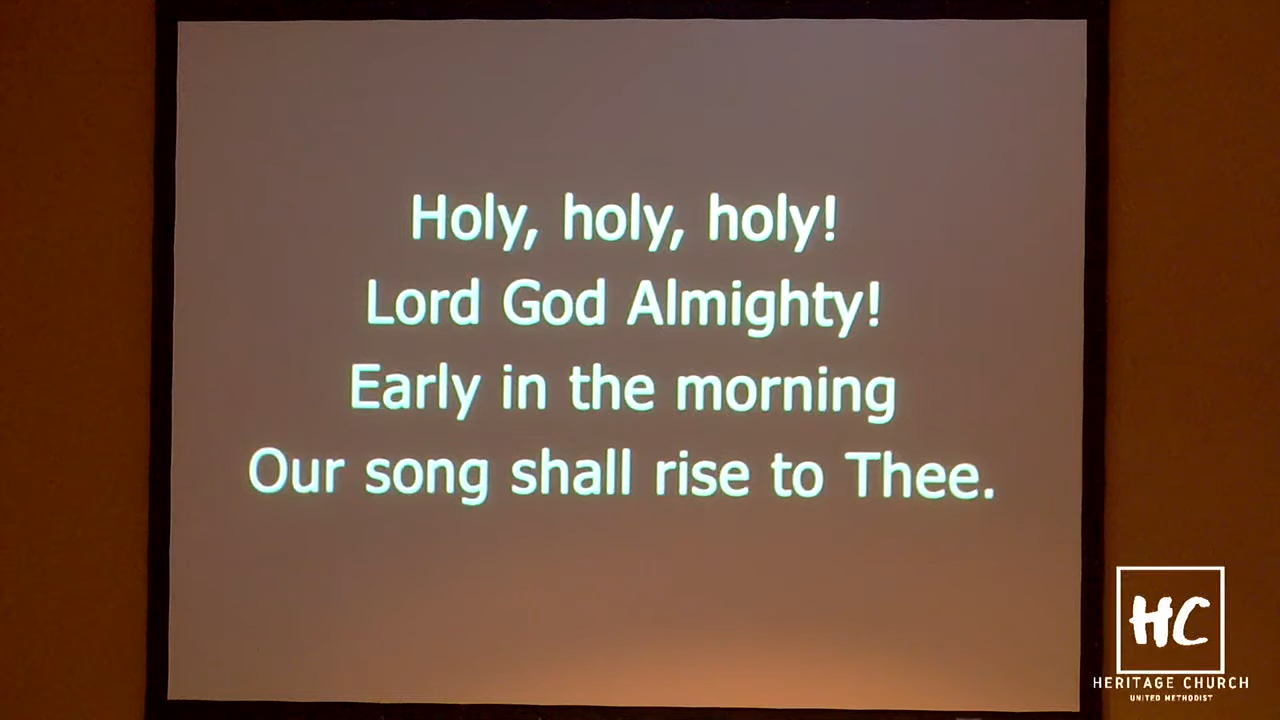 Holy, holy, holy!
Lord God Almighty!
Early in the morning
Our song shall rise to Thee.
HC
HERITAGE CHURCH
UNITED METHODIST